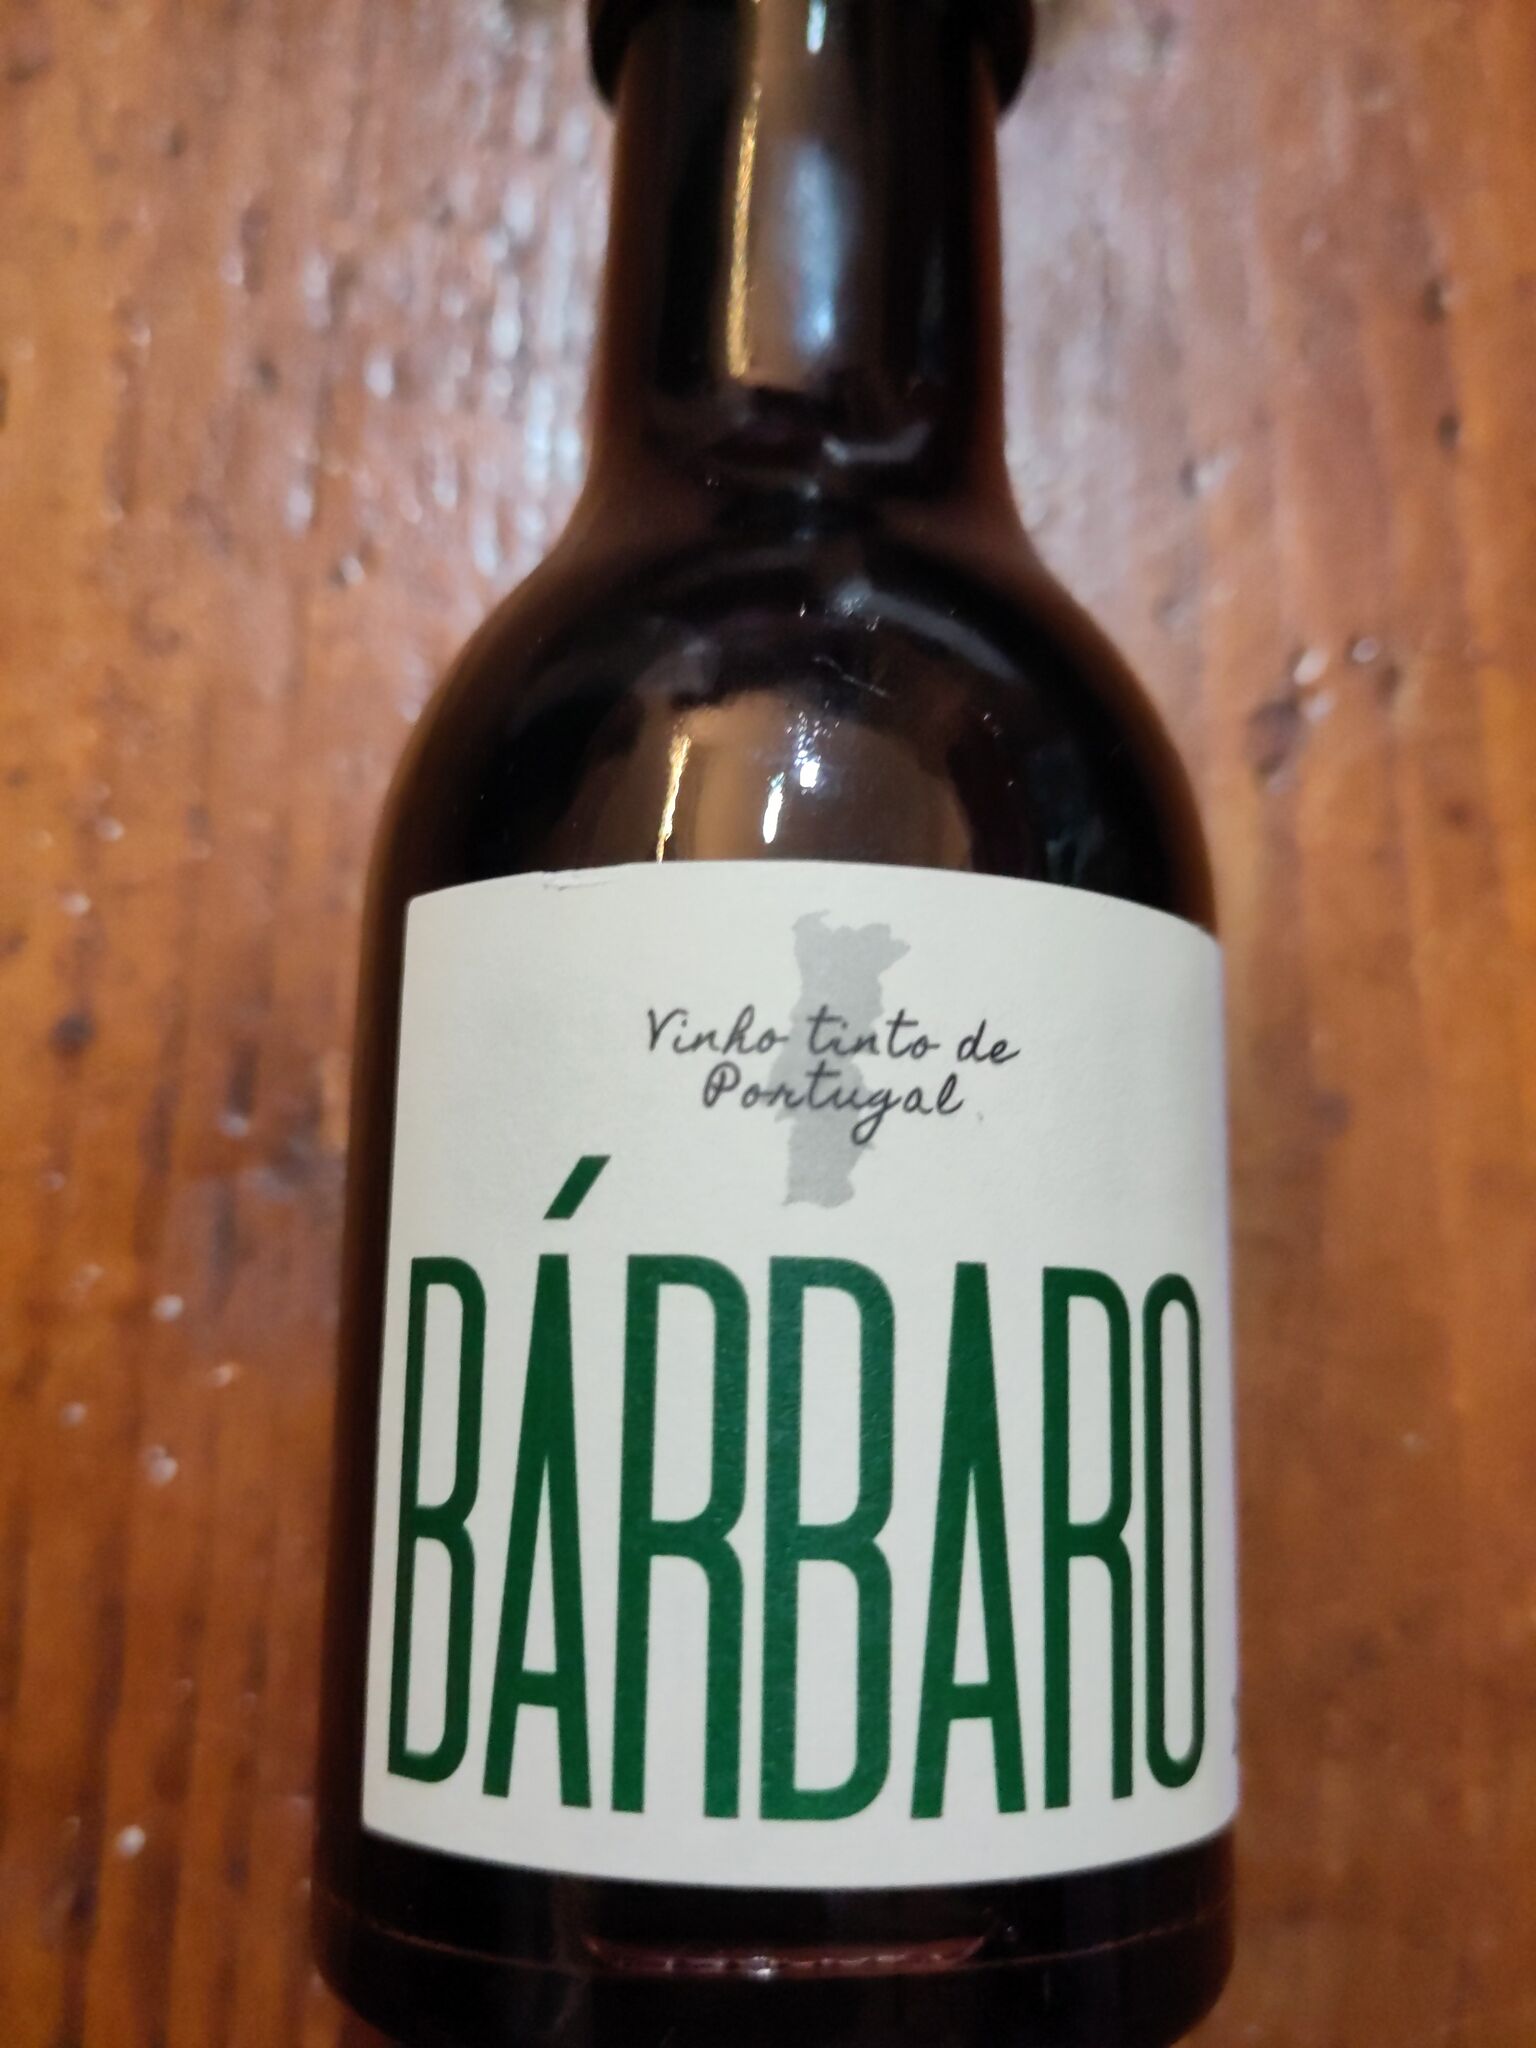 Vinho tinto de
Portugal
BÁRBARO